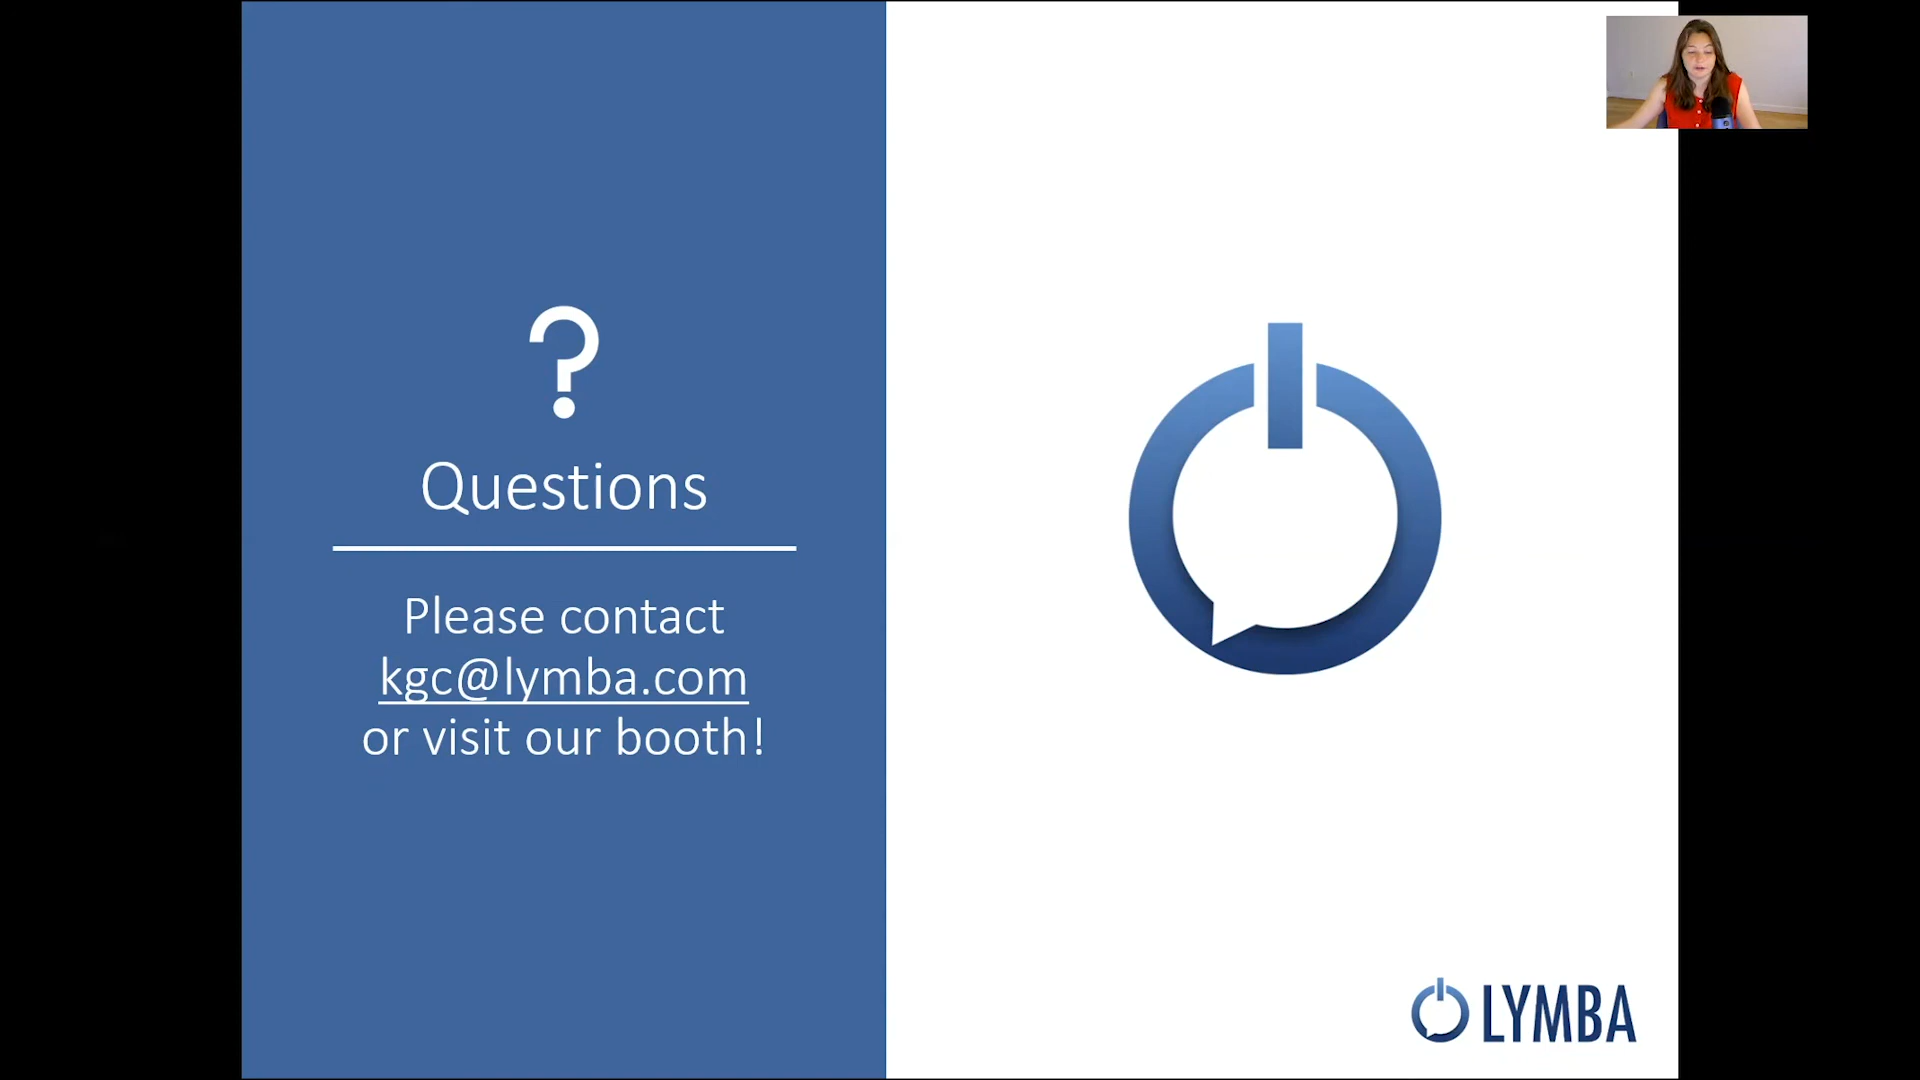 ?
Questions
Please contact
kgc@lymba.com
or visit our booth!
LYMBA